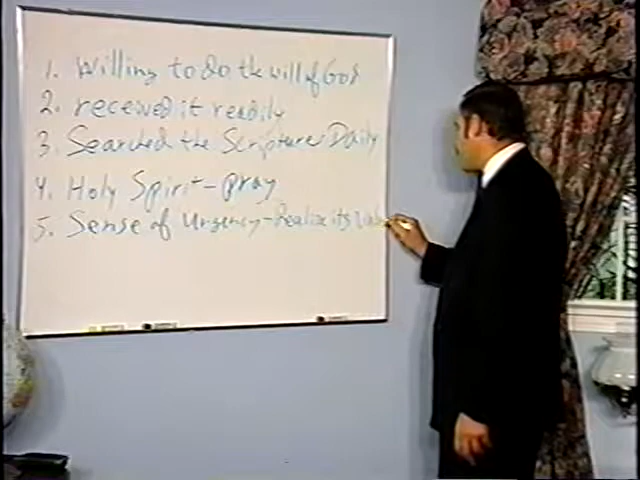 1. Willing to do the will of God
2. received it readily
3. Searched the Scripture Daily
4. Holy Spirit - pray
5. Sense of Urgency - Realize its